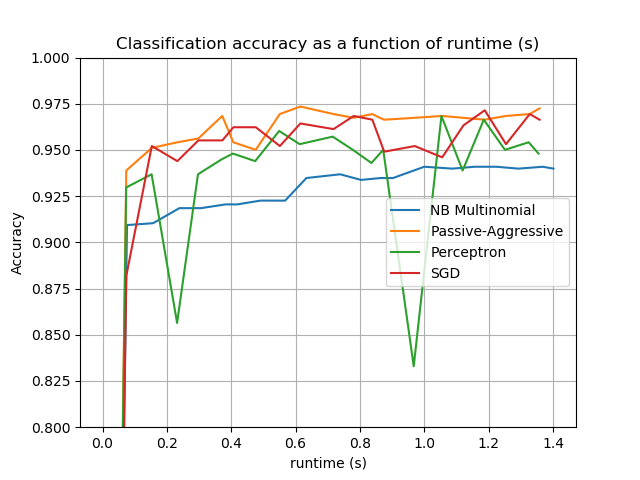 Classification accuracy as a function of runtime (s)
1.000
0.975
0.950
0.925
0.900
0.875
0.850
0.825
0.800
Accuracy
NB Multinomial
Passive-Aggressive
Perceptron
SGD
0.0 0.2 0.4 0.6 0.8 1.0 1.2 1.4
runtime (s)